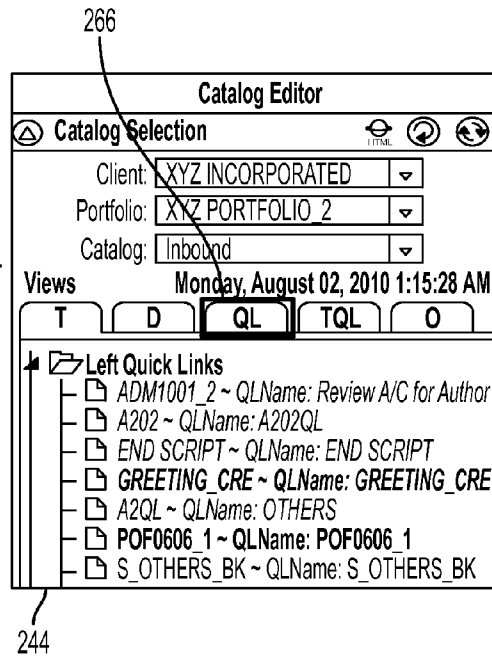 266
Catalog Editor
Catalog Selection HTML
Client: XYZ INCORPORATED
Portfolio: XYZ PORTFOLIO_2
Catalog: Inbound
Views Monday, August 02, 2010 1:15:28 AM
T D QL TQL O
Left Quick Links
ADM1001_2 ~ QLName: Review A/C for Author
A202 ~ QLName: A202QL
END SCRIPT ~ QLName: END SCRIPT
GREETING_CRE ~ QLName: GREETING_CRE
A2QL ~ QLName: OTHERS
POF0606_1 ~ QLName: POF0606_1
S_OTHERS_BK ~ QLName: S_OTHERS_BK
244